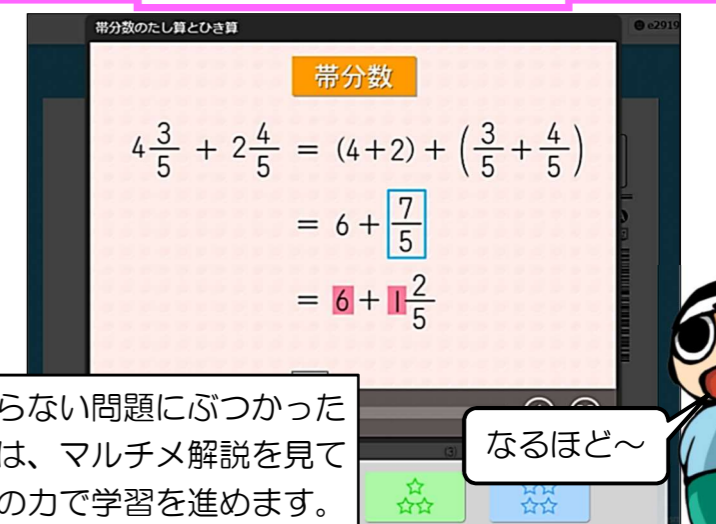 帯分数のたし算とひき算
e2919
帯分数
4 3/5 + 2 4/5 = (4+2) + (3/5 + 4/5)
= 6 + 7/5
= 6 + 1 2/5
らない問題にぶつかった
は、マルチメ解説を見て
の力で学習を進めます。
なるほど〜
(3)